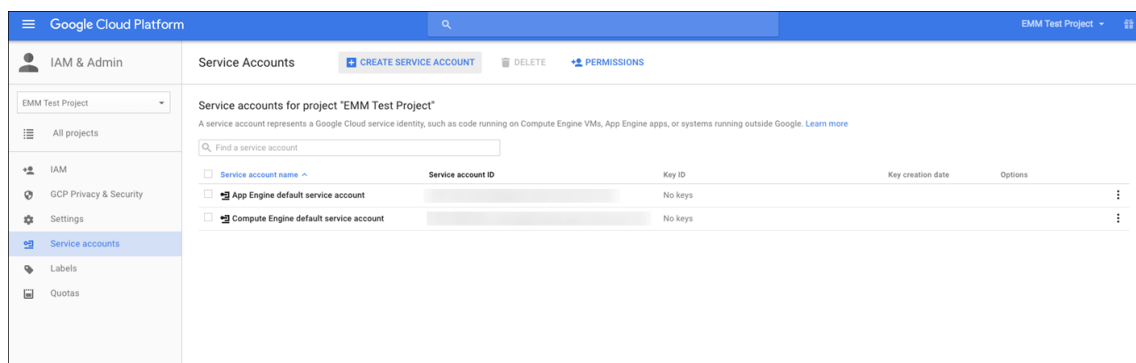 Google Cloud Platform
EMM Test Project
IAM & Admin
Service Accounts
CREATE SERVICE ACCOUNT
DELETE
PERMISSIONS
EMM Test Project
All projects
IAM
GCP Privacy & Security
Settings
Service accounts
Labels
Quotas
Service accounts for project "EMM Test Project"
A service account represents a Google Cloud service identity, such as code running on Compute Engine VMs, App Engine apps, or systems running outside Google. Learn more
Find a service account
Service account name Service account ID Key ID Key creation date Options
App Engine default service account No keys
Compute Engine default service account No keys